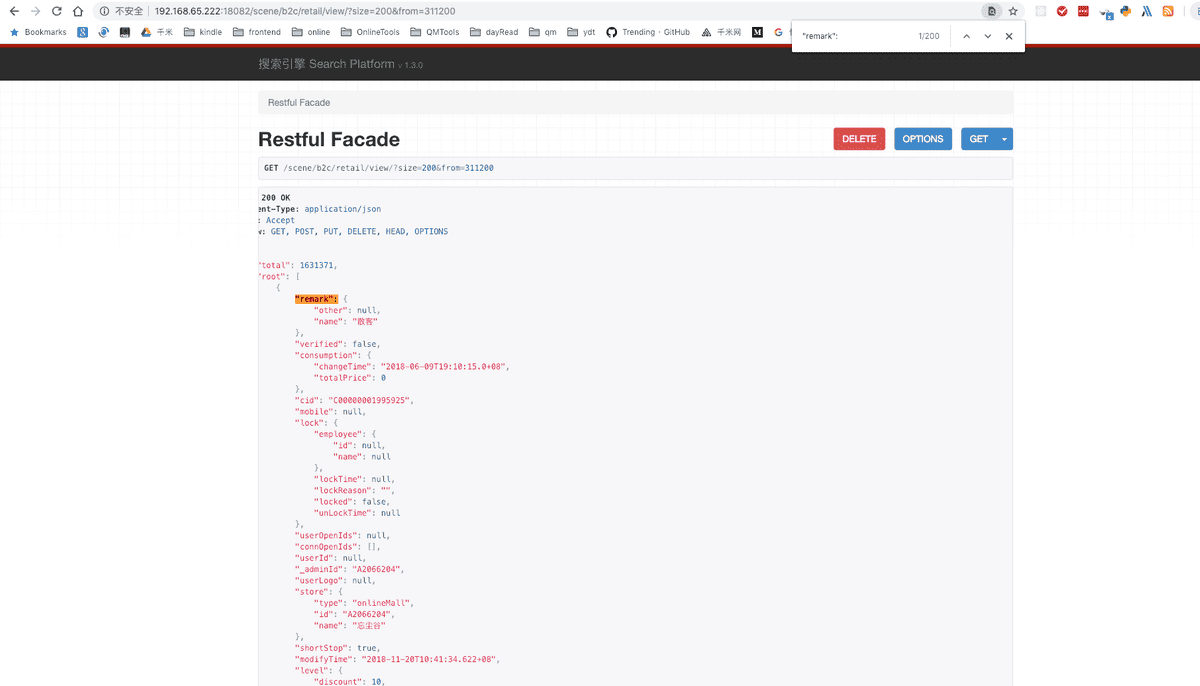 不安全 192.168.65.222:18082/scene/b2c/retail/view/?size=200&from=311200
Bookmarks 千米 kindle frontend online OnlineTools QMTools dayRead qm ydt Trending · GitHub 千米网
"remark": 1/200
搜索引擎 Search Platform v 1.3.0
Restful Facade
Restful Facade
DELETE OPTIONS GET
GET /scene/b2c/retail/view/?size=200&from=311200
200 OK
ent-Type: application/json
: Accept
w: GET, POST, PUT, DELETE, HEAD, OPTIONS
"total": 1631371,
"root": [
{
"remark": {
"other": null,
"name": "散客"
},
"verified": false,
"consumption": {
"changeTime": "2018-06-09T19:10:15.0+08",
"totalPrice": 0
},
"cid": "C00000001995925",
"mobile": null,
"lock": {
"employee": {
"id": null,
"name": null
},
"lockTime": null,
"lockReason": "",
"locked": false,
"unLockTime": null
},
"userOpenIds": null,
"connOpenIds": [],
"userId": null,
"_adminId": "A2066204",
"userLogo": null,
"store": {
"type": "onlineMall",
"id": "A2066204",
"name": "忘尘谷"
},
"shortStop": true,
"modifyTime": "2018-11-20T10:41:34.622+08",
"level": {
"discount": 10,